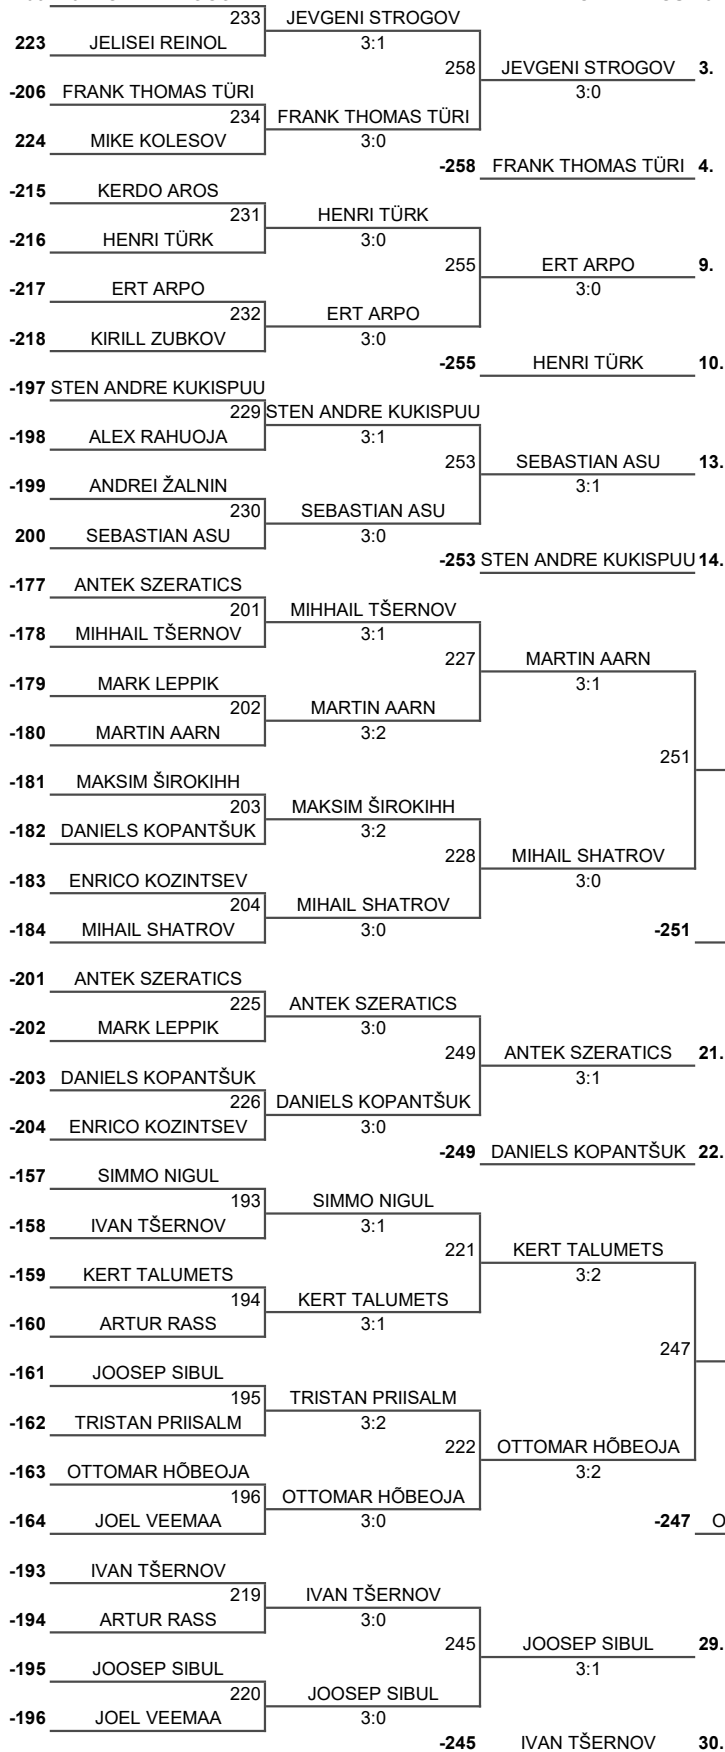 233 JEVGENI STROGOV
223 JELISEI REINOL 3:1
258 JEVGENI STROGOV 3.
-206 FRANK THOMAS TÜRI 3:0
234 FRANK THOMAS TÜRI
224 MIKE KOLESOV 3:0
-258 FRANK THOMAS TÜRI 4.
-215 KERDO AROS
231 HENRI TÜRK
-216 HENRI TÜRK 3:0
255 ERT ARPO 9.
-217 ERT ARPO 3:0
232 ERT ARPO
-218 KIRILL ZUBKOV 3:0
-255 HENRI TÜRK 10.
-197 STEN ANDRE KUKISPUU
229 STEN ANDRE KUKISPUU
-198 ALEX RAHUOJA 3:1
253 SEBASTIAN ASU 13.
-199 ANDREI ŽALNIN 3:1
230 SEBASTIAN ASU
200 SEBASTIAN ASU 3:0
-253 STEN ANDRE KUKISPUU 14.
-177 ANTEK SZERATICS
201 MIHHAIL TŠERNOV
-178 MIHHAIL TŠERNOV 3:1
227 MARTIN AARN
-179 MARK LEPPIK 3:1
202 MARTIN AARN
-180 MARTIN AARN 3:2
251
-181 MAKSIM ŠIROKIHH
203 MAKSIM ŠIROKIHH
-182 DANIELS KOPANTŠUK 3:2
228 MIHAIL SHATROV
-183 ENRICO KOZINTSEV 3:0
204 MIHAIL SHATROV
-184 MIHAIL SHATROV 3:0 -251
-201 ANTEK SZERATICS
225 ANTEK SZERATICS
-202 MARK LEPPIK 3:0
249 ANTEK SZERATICS 21.
-203 DANIELS KOPANTŠUK 3:1
226 DANIELS KOPANTŠUK
-204 ENRICO KOZINTSEV 3:0
-249 DANIELS KOPANTŠUK 22.
-157 SIMMO NIGUL
193 SIMMO NIGUL
-158 IVAN TŠERNOV 3:1
221 KERT TALUMETS
-159 KERT TALUMETS 3:2
194 KERT TALUMETS
-160 ARTUR RASS 3:1
247
-161 JOOSEP SIBUL
195 TRISTAN PRIISALM
-162 TRISTAN PRIISALM 3:2
222 OTTOMAR HÕBEOJA
-163 OTTOMAR HÕBEOJA 3:2
196 OTTOMAR HÕBEOJA
-164 JOEL VEEMAA 3:0 -247 O
-193 IVAN TŠERNOV
219 IVAN TŠERNOV
-194 ARTUR RASS 3:0
245 JOOSEP SIBUL 29.
-195 JOOSEP SIBUL 3:1
220 JOOSEP SIBUL
-196 JOEL VEEMAA 3:0
-245 IVAN TŠERNOV 30.